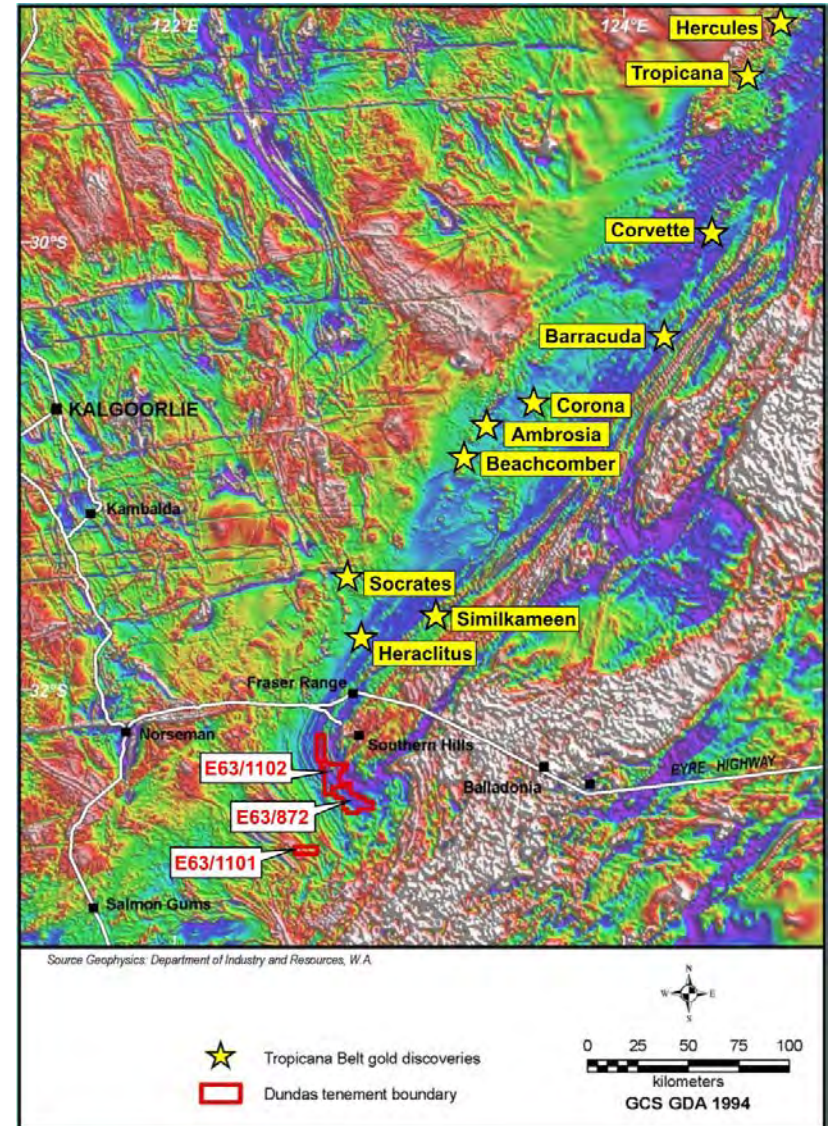 122°E
124°E
Hercules
Tropicana
Corvette
30°S
Barracuda
KALGOORLIE
Corona
Ambrosia
Beachcomber
Kambalda
Socrates
Similkameen
Heraclitus
Fraser Range
32°S
Norseman
Southern Hills
E63/1102
Balladonia
EYRE HIGHWAY
E63/872
E63/1101
Salmon Gums
Source Geophysics: Department of Industry and Resources, W.A.
N
W E
S
Tropicana Belt gold discoveries
0 25 50 75 100
Dundas tenement boundary
kilometers
GCS GDA 1994